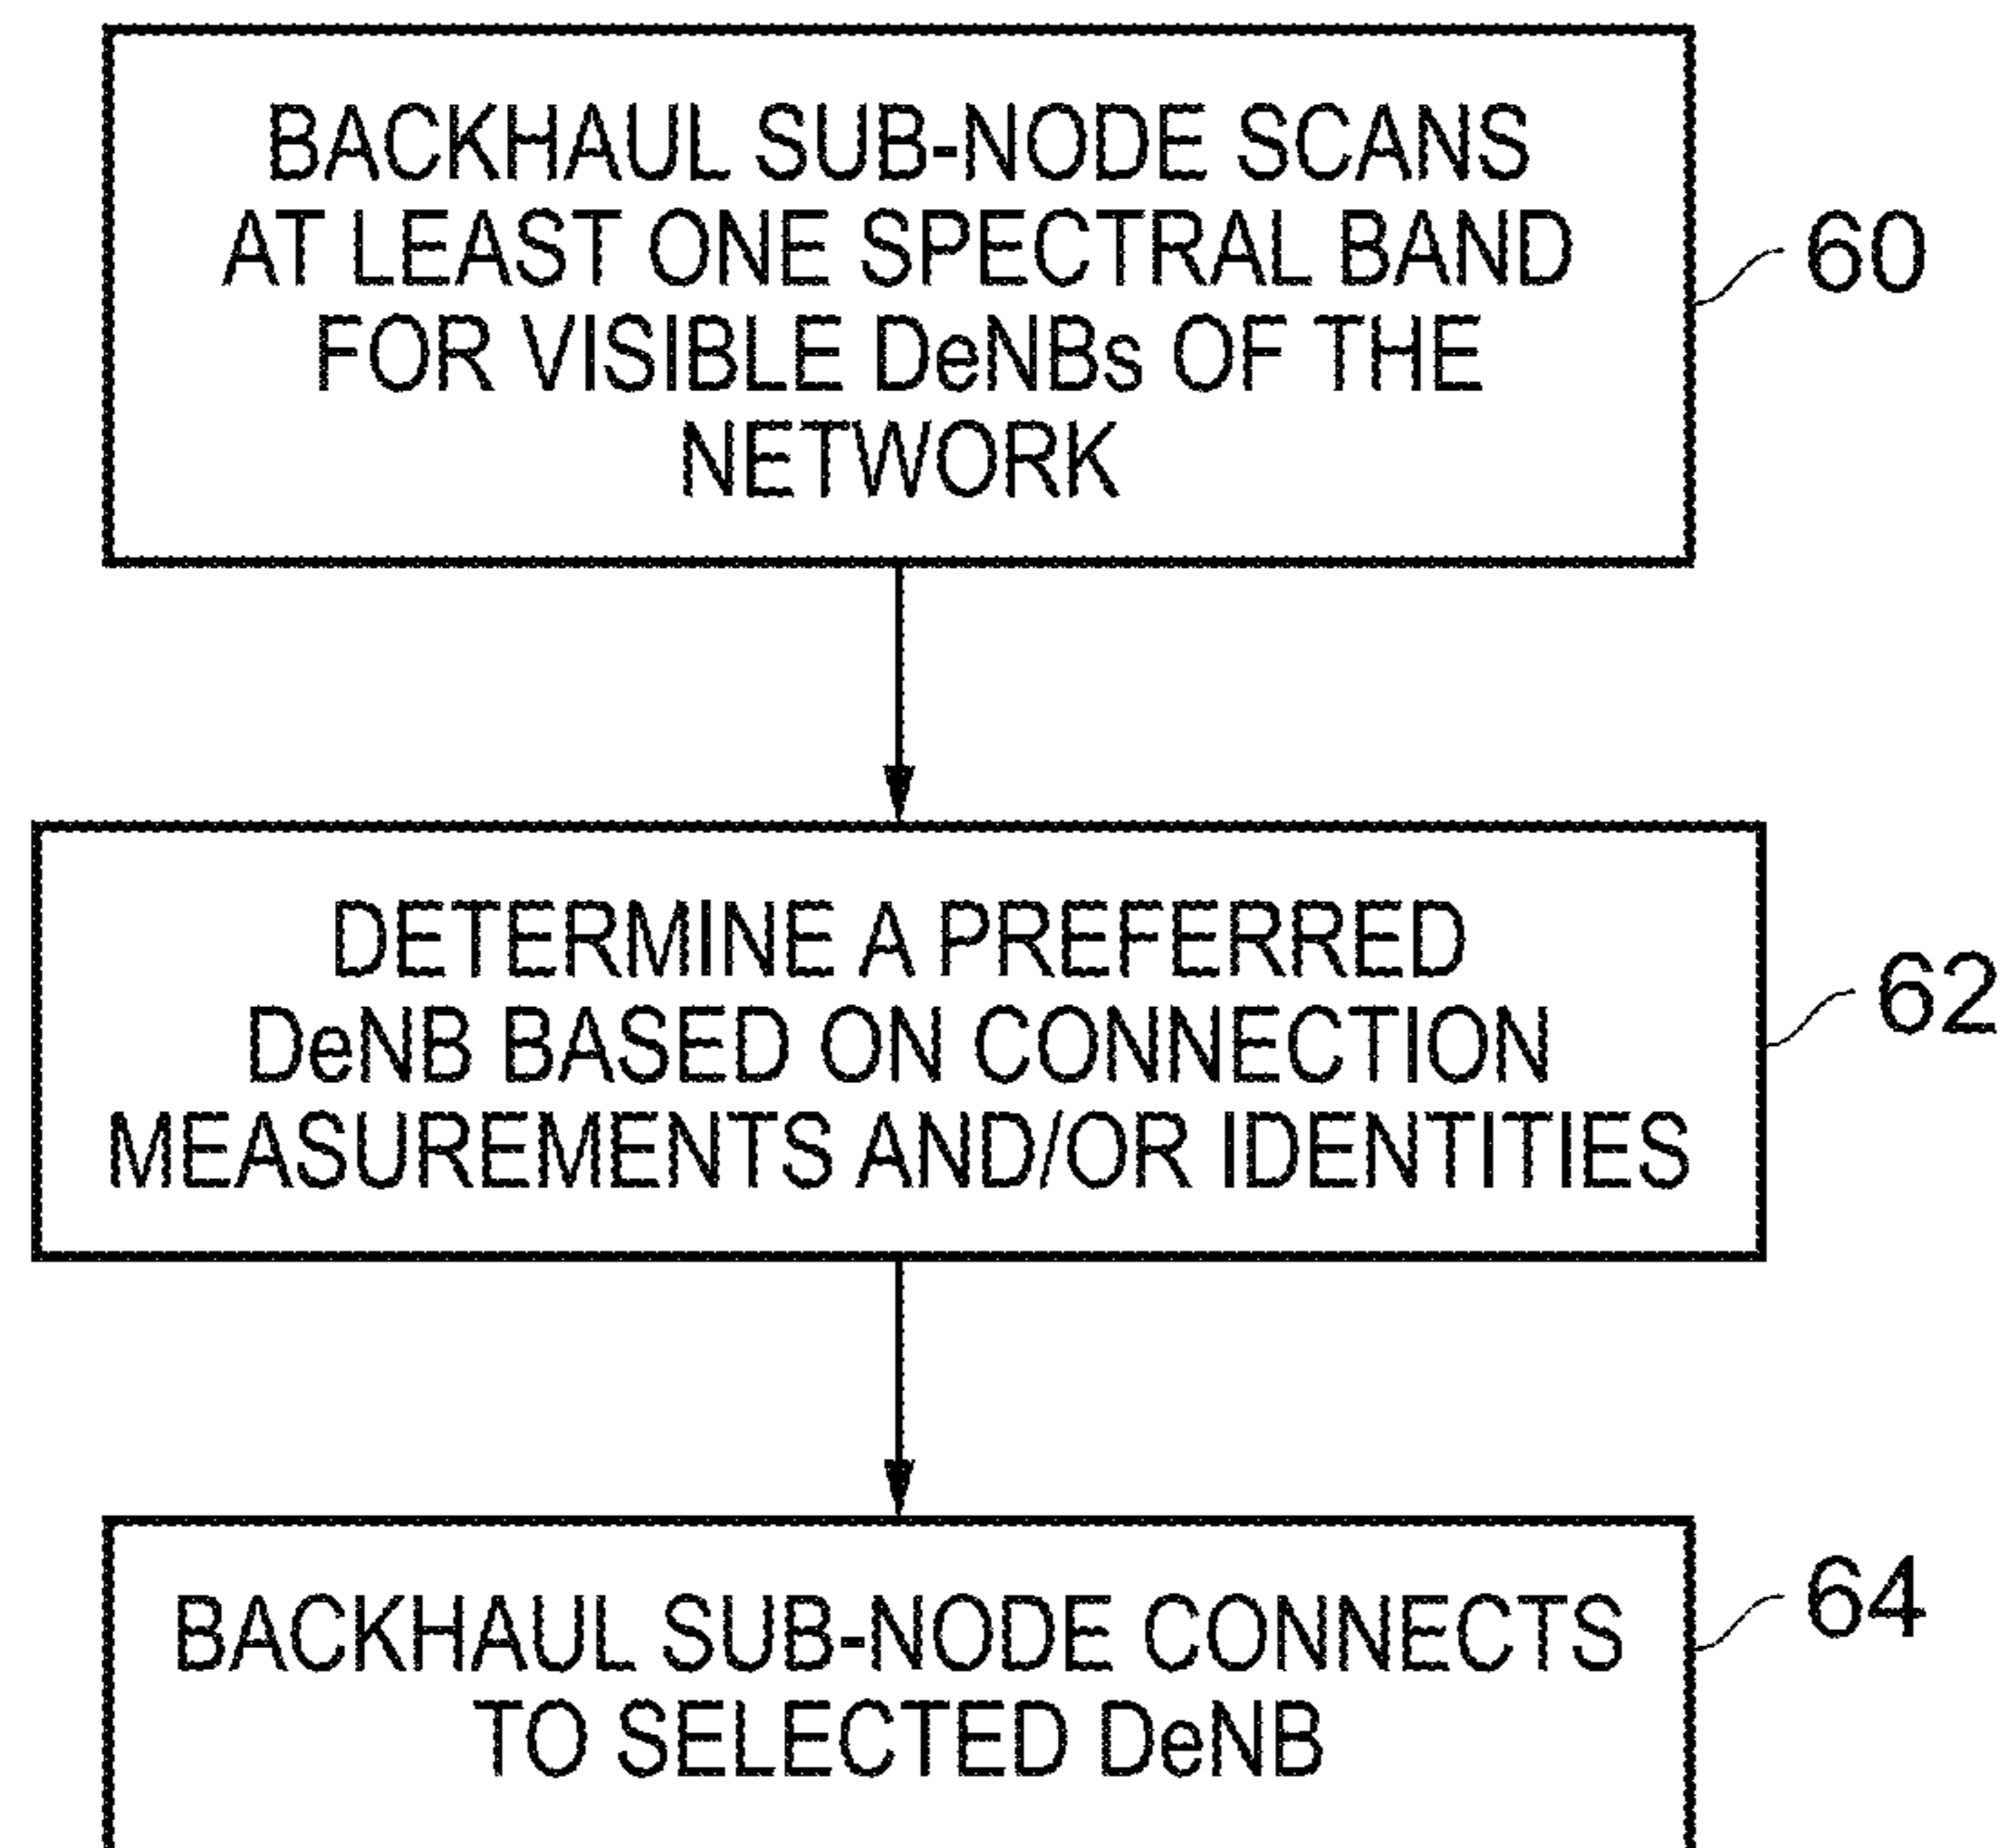 BACKHAUL SUB-NODE SCANS
AT LEAST ONE SPECTRAL BAND
FOR VISIBLE DeNBs OF THE
NETWORK
60
DETERMINE A PREFERRED
DeNB BASED ON CONNECTION
MEASUREMENTS AND/OR IDENTITIES
62
BACKHAUL SUB-NODE CONNECTS
TO SELECTED DeNB
64